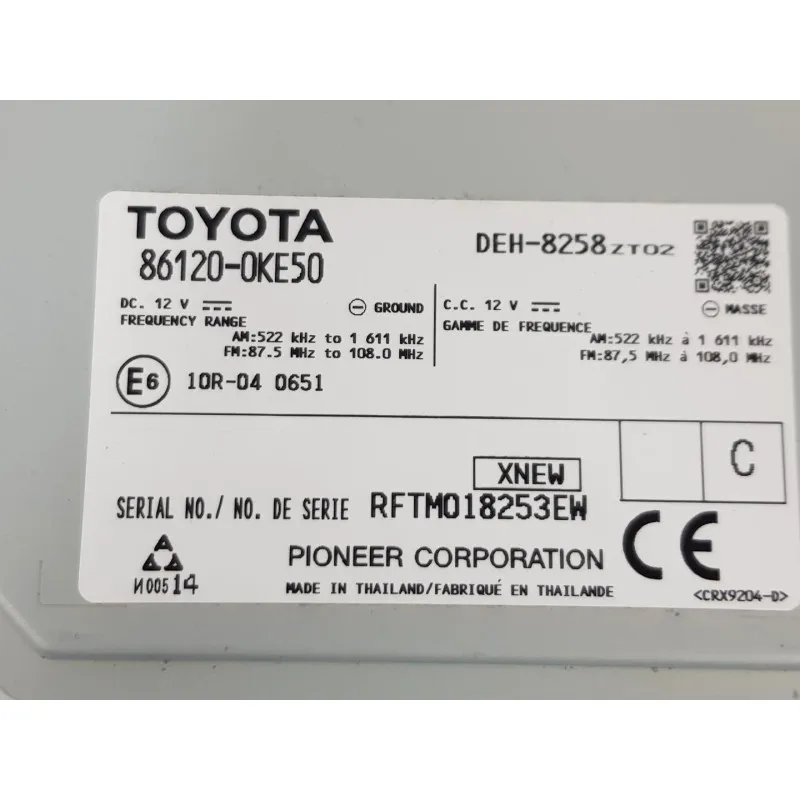 TOYOTA
86120-0KE50
DEH-8258ZT02
DC. 12 V
⊖ GROUND
FREQUENCY RANGE
AM:522 kHz to 1 611 kHz
FM:87.5 MHz to 108.0 MHz
C.C. 12 V
⊖ MASSE
GAMME DE FREQUENCE
AM:522 kHz à 1 611 kHz
FM:87,5 MHz à 108,0 MHz
E6 10R-04 0651
C
XNEW
SERIAL NO./ NO. DE SERIE RFTM018253EW
PIONEER CORPORATION
CE
N00514
MADE IN THAILAND/FABRIQUÉ EN THAILANDE
<CRX9204-D>